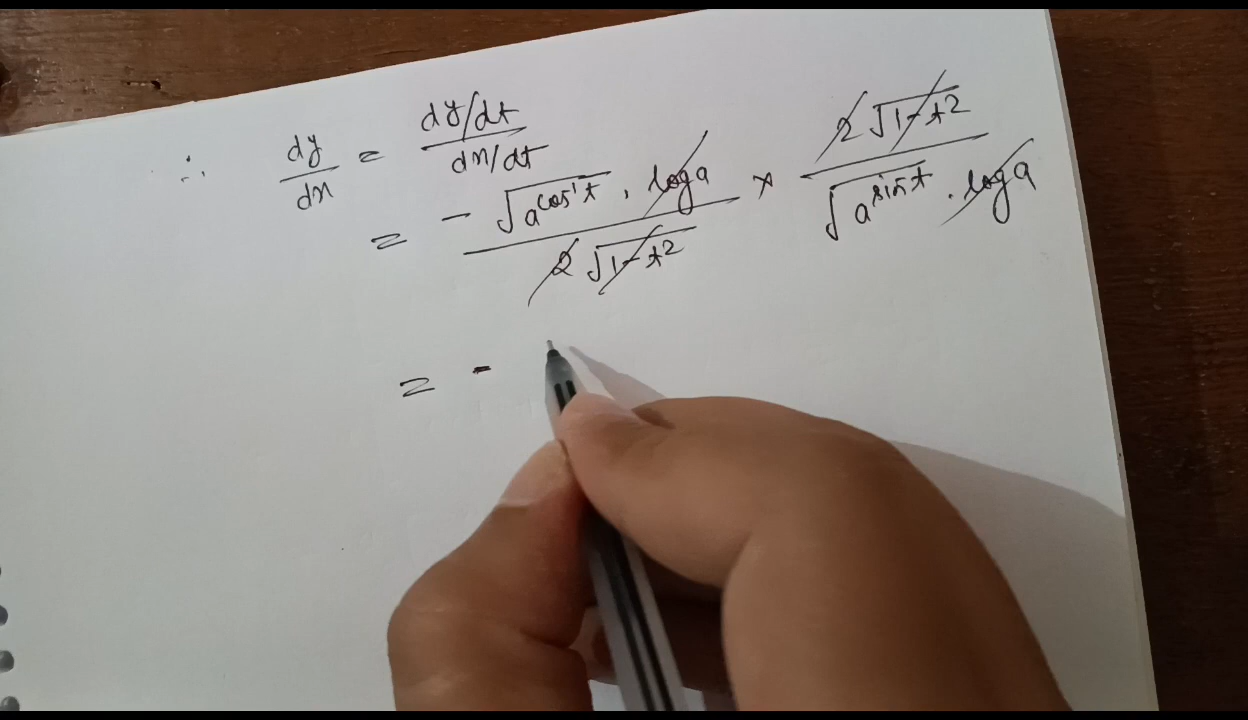 ∴ dy/dx = (dy/dt)/(dx/dt)
= (- √(a^(cos⁻¹t)) . log a)/(2√(1-t²)) × (2√(1-t²))/(√(a^(sin⁻¹t)) . log a)
= -